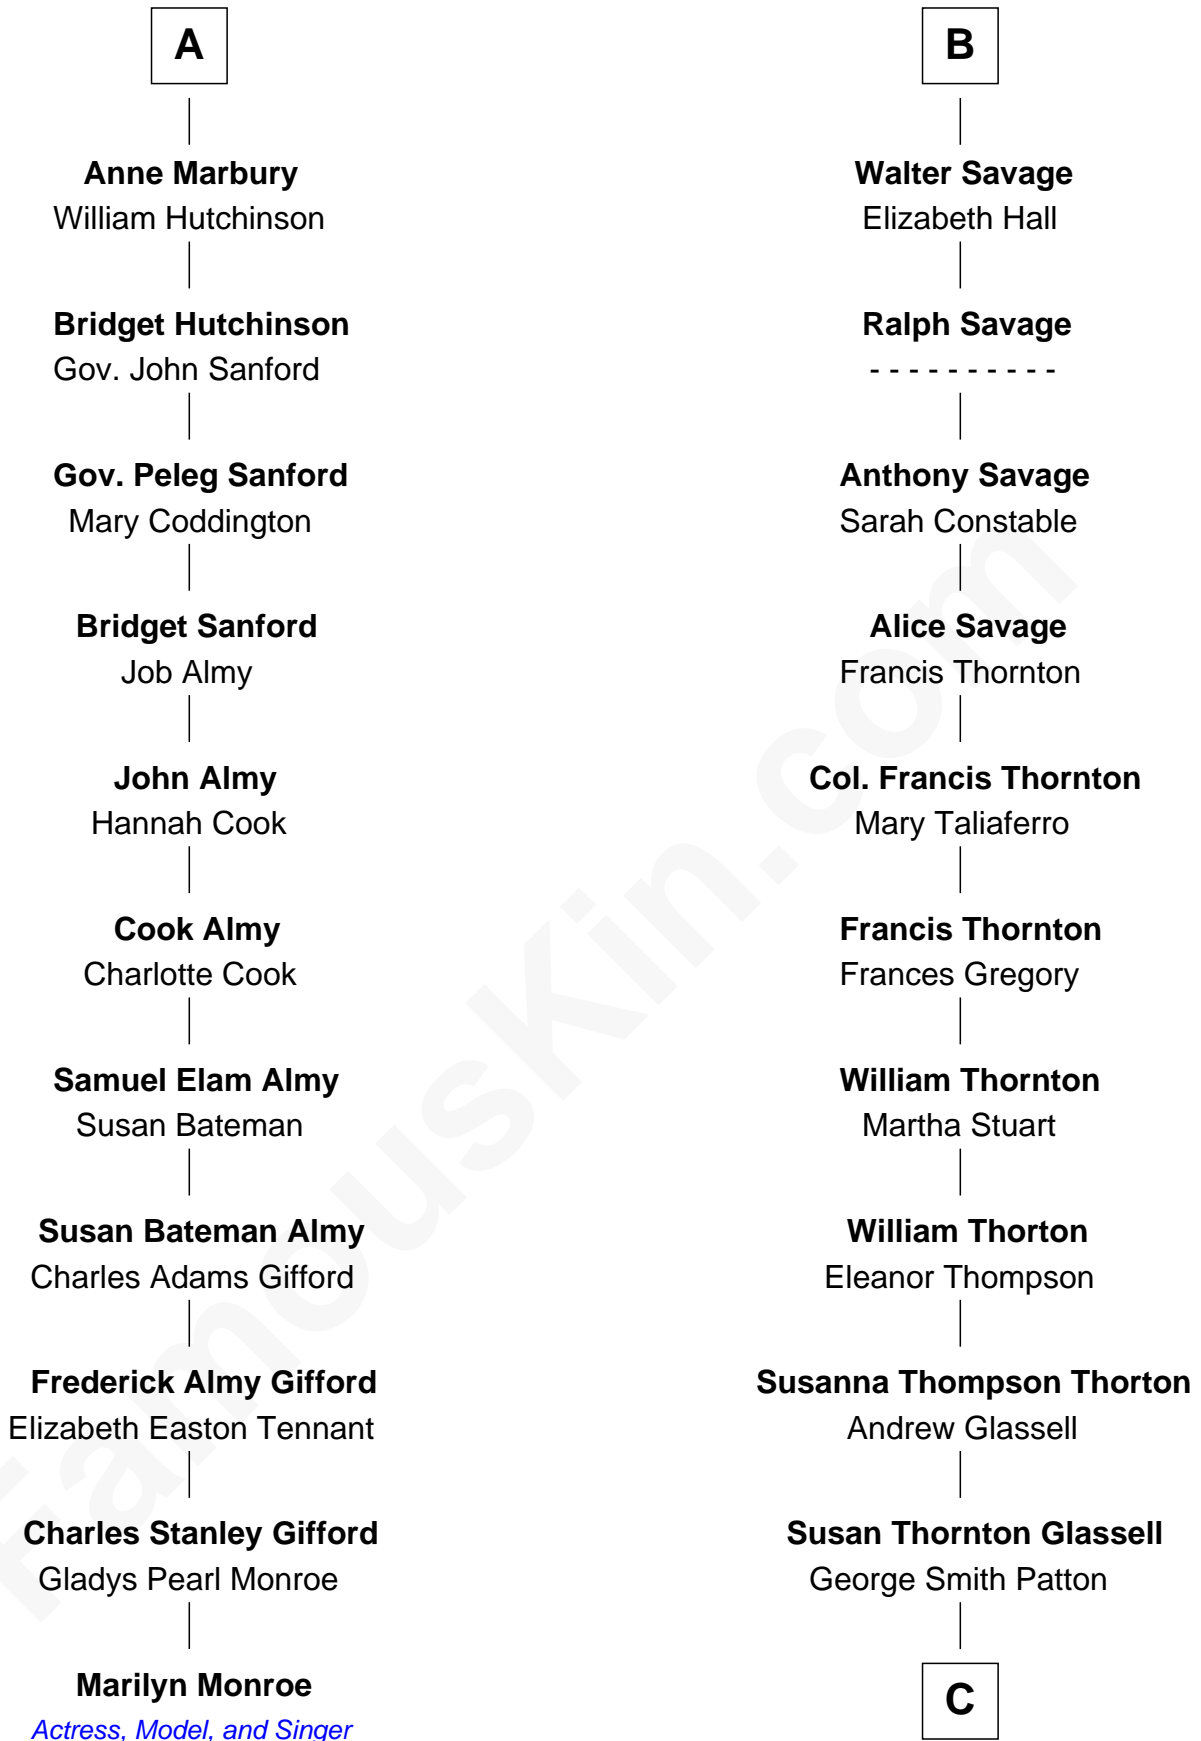 A
Anne Marbury
William Hutchinson
Bridget Hutchinson
Gov. John Sanford
Gov. Peleg Sanford
Mary Coddington
Bridget Sanford
Job Almy
John Almy
Hannah Cook
Cook Almy
Charlotte Cook
Samuel Elam Almy
Susan Bateman
Susan Bateman Almy
Charles Adams Gifford
Frederick Almy Gifford
Elizabeth Easton Tennant
Charles Stanley Gifford
Gladys Pearl Monroe
Marilyn Monroe
Actress, Model, and Singer
B
Walter Savage
Elizabeth Hall
Ralph Savage
- - - - - - - - - -
Anthony Savage
Sarah Constable
Alice Savage
Francis Thornton
Col. Francis Thornton
Mary Taliaferro
Francis Thornton
Frances Gregory
William Thornton
Martha Stuart
William Thorton
Eleanor Thompson
Susanna Thompson Thorton
Andrew Glassell
Susan Thornton Glassell
George Smith Patton
C
FamousKin.com